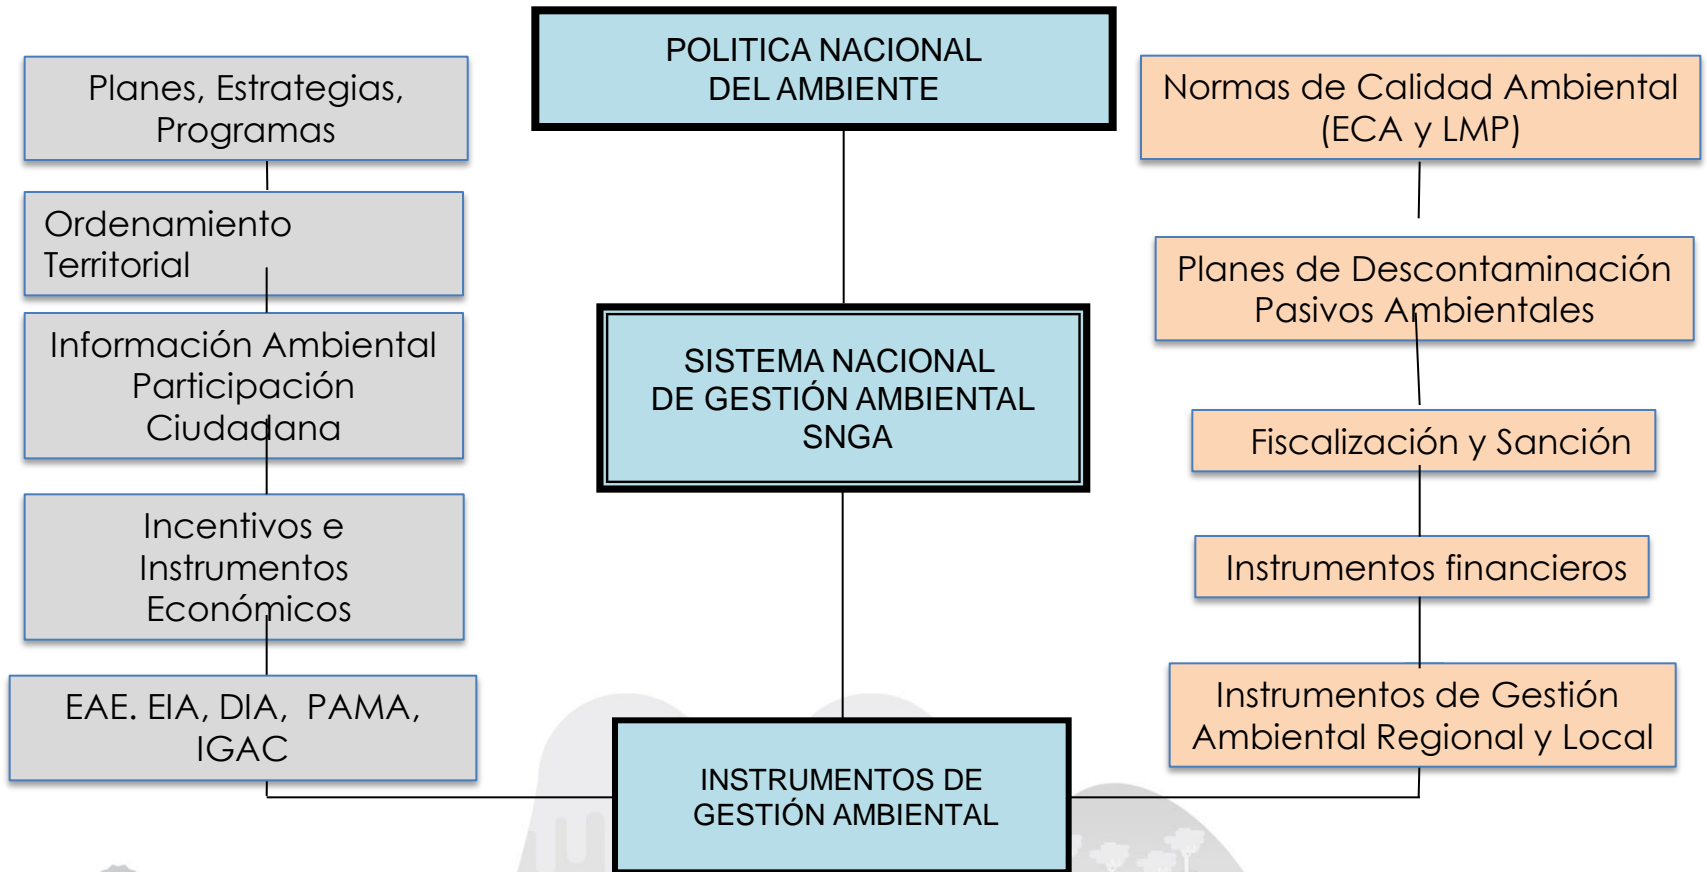 POLITICA NACIONAL
DEL AMBIENTE
Planes, Estrategias,
Programas
Ordenamiento
Territorial
Información Ambiental
Participación
Ciudadana
Incentivos e
Instrumentos
Económicos
EAE. EIA, DIA, PAMA,
IGAC
SISTEMA NACIONAL
DE GESTIÓN AMBIENTAL
SNGA
INSTRUMENTOS DE
GESTIÓN AMBIENTAL
Normas de Calidad Ambiental
(ECA y LMP)
Planes de Descontaminación
Pasivos Ambientales
Fiscalización y Sanción
Instrumentos financieros
Instrumentos de Gestión
Ambiental Regional y Local